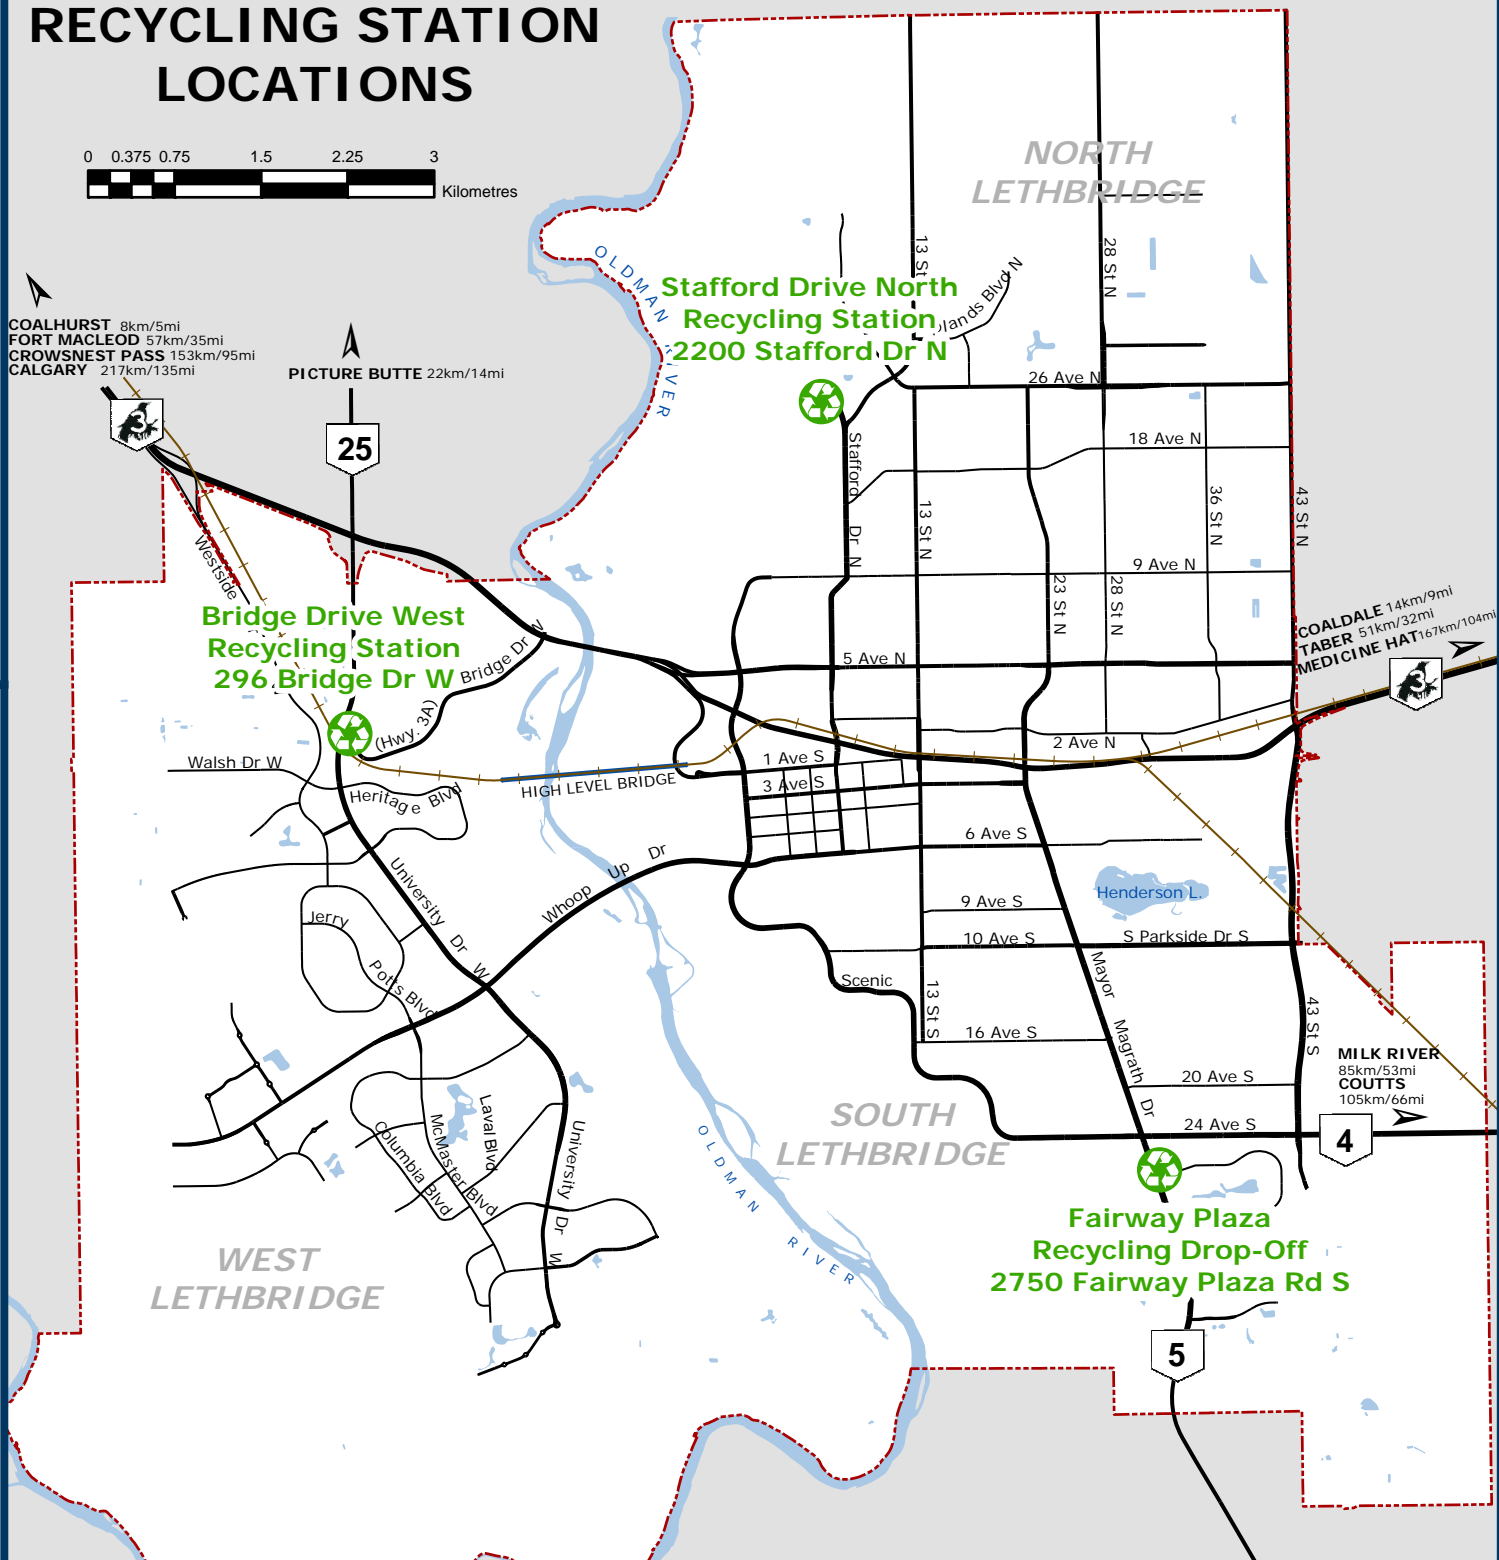 RECYCLING STATION
LOCATIONS
0 0.375 0.75 1.5 2.25 3
Kilometres
NORTH
LETHBRIDGE
OLDMAN RIVER
13 St
28 St N
Stafford Drive North
Recycling Station
2200 Stafford Dr N
lands Blvd N
COALHURST 8km/5mi
FORT MACLEOD 57km/35mi
CROWSNEST PASS 153km/95mi
CALGARY 217km/135mi
PICTURE BUTTE 22km/14mi
3
25
26 Ave N
18 Ave N
Stafford Dr N
13 St N
36 St N
43 St N
9 Ave N
23 St N
28 St N
Westside
Bridge Drive West
Recycling Station
296 Bridge Dr W
Bridge Dr W
(Hwy. 3A)
5 Ave N
COALDALE 14km/9mi
TABER 51km/32mi
MEDICINE HAT 167km/104mi
3
2 Ave N
Walsh Dr W
Heritage Blvd
HIGH LEVEL BRIDGE
1 Ave S
3 Ave S
6 Ave S
Whoop Up Dr
University Dr W
Henderson L.
9 Ave S
10 Ave S
S Parkside Dr S
Jerry
Potts Blvd
Scenic
13 St S
Mayor Magrath Dr
16 Ave S
43 St S
MILK RIVER
85km/53mi
COUTTS
105km/66mi
20 Ave S
24 Ave S
4
SOUTH
LETHBRIDGE
OLDMAN RIVER
Laval Blvd
McMaster Blvd
Columbia Blvd
University Dr W
WEST
LETHBRIDGE
Fairway Plaza
Recycling Drop-Off
2750 Fairway Plaza Rd S
5